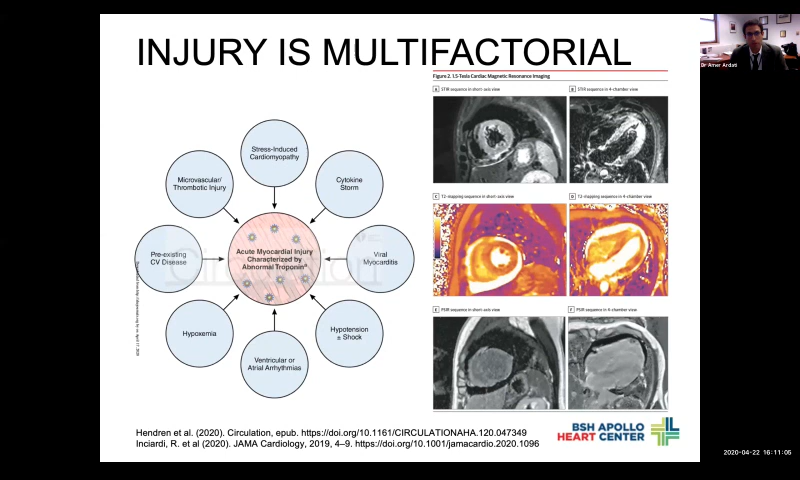 INJURY IS MULTIFACTORIAL
Dr Amer Ardati
Figure 2. 1.5-Tesla Cardiac Magnetic Resonance Imaging
A STIR sequence in short-axis view
B STIR sequence in 4-chamber view
Stress-Induced
Cardiomyopathy
Microvascular/
Thrombotic Injury
Cytokine
Storm
C T2-mapping sequence in short-axis view
D T2-mapping sequence in 4-chamber view
Pre-existing
CV Disease
Acute Myocardial Injury
Characterized by
Abnormal Troponin
Viral
Myocarditis
Circulation
Hypoxemia
Hypotension
± Shock
Ventricular or
Atrial Arrhythmias
E PSIR sequence in short-axis view
F PSIR sequence in 4-chamber view
Hendren et al. (2020). Circulation, epub. https://doi.org/10.1161/CIRCULATIONAHA.120.047349
Inciardi, R. et al (2020). JAMA Cardiology, 2019, 4–9. https://doi.org/10.1001/jamacardio.2020.1096
BSH APOLLO
HEART CENTER
2020-04-22 16:11:05